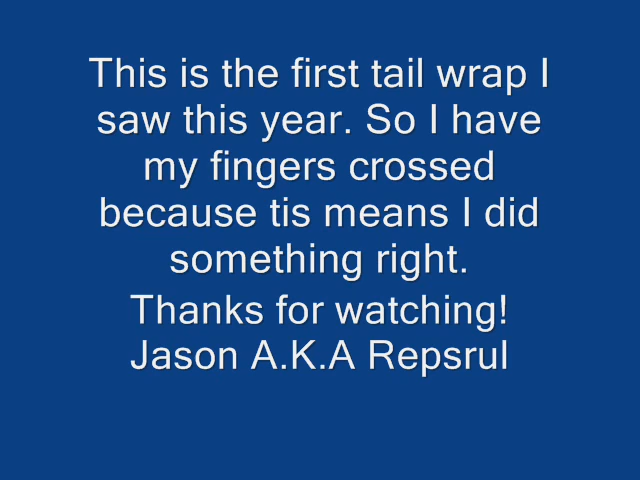 This is the first tail wrap I
saw this year. So I have
my fingers crossed
because tis means I did
something right.
Thanks for watching!
Jason A.K.A Repsrul